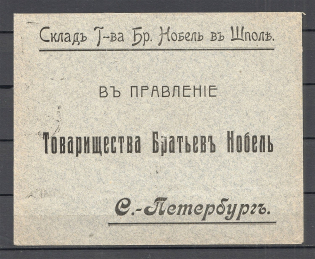 Складъ Т-ва Бр. Нобель въ Шполѣ.
ВЪ ПРАВЛЕНІЕ
Товарищества Братьевъ Нобель
С.-Петербургъ.